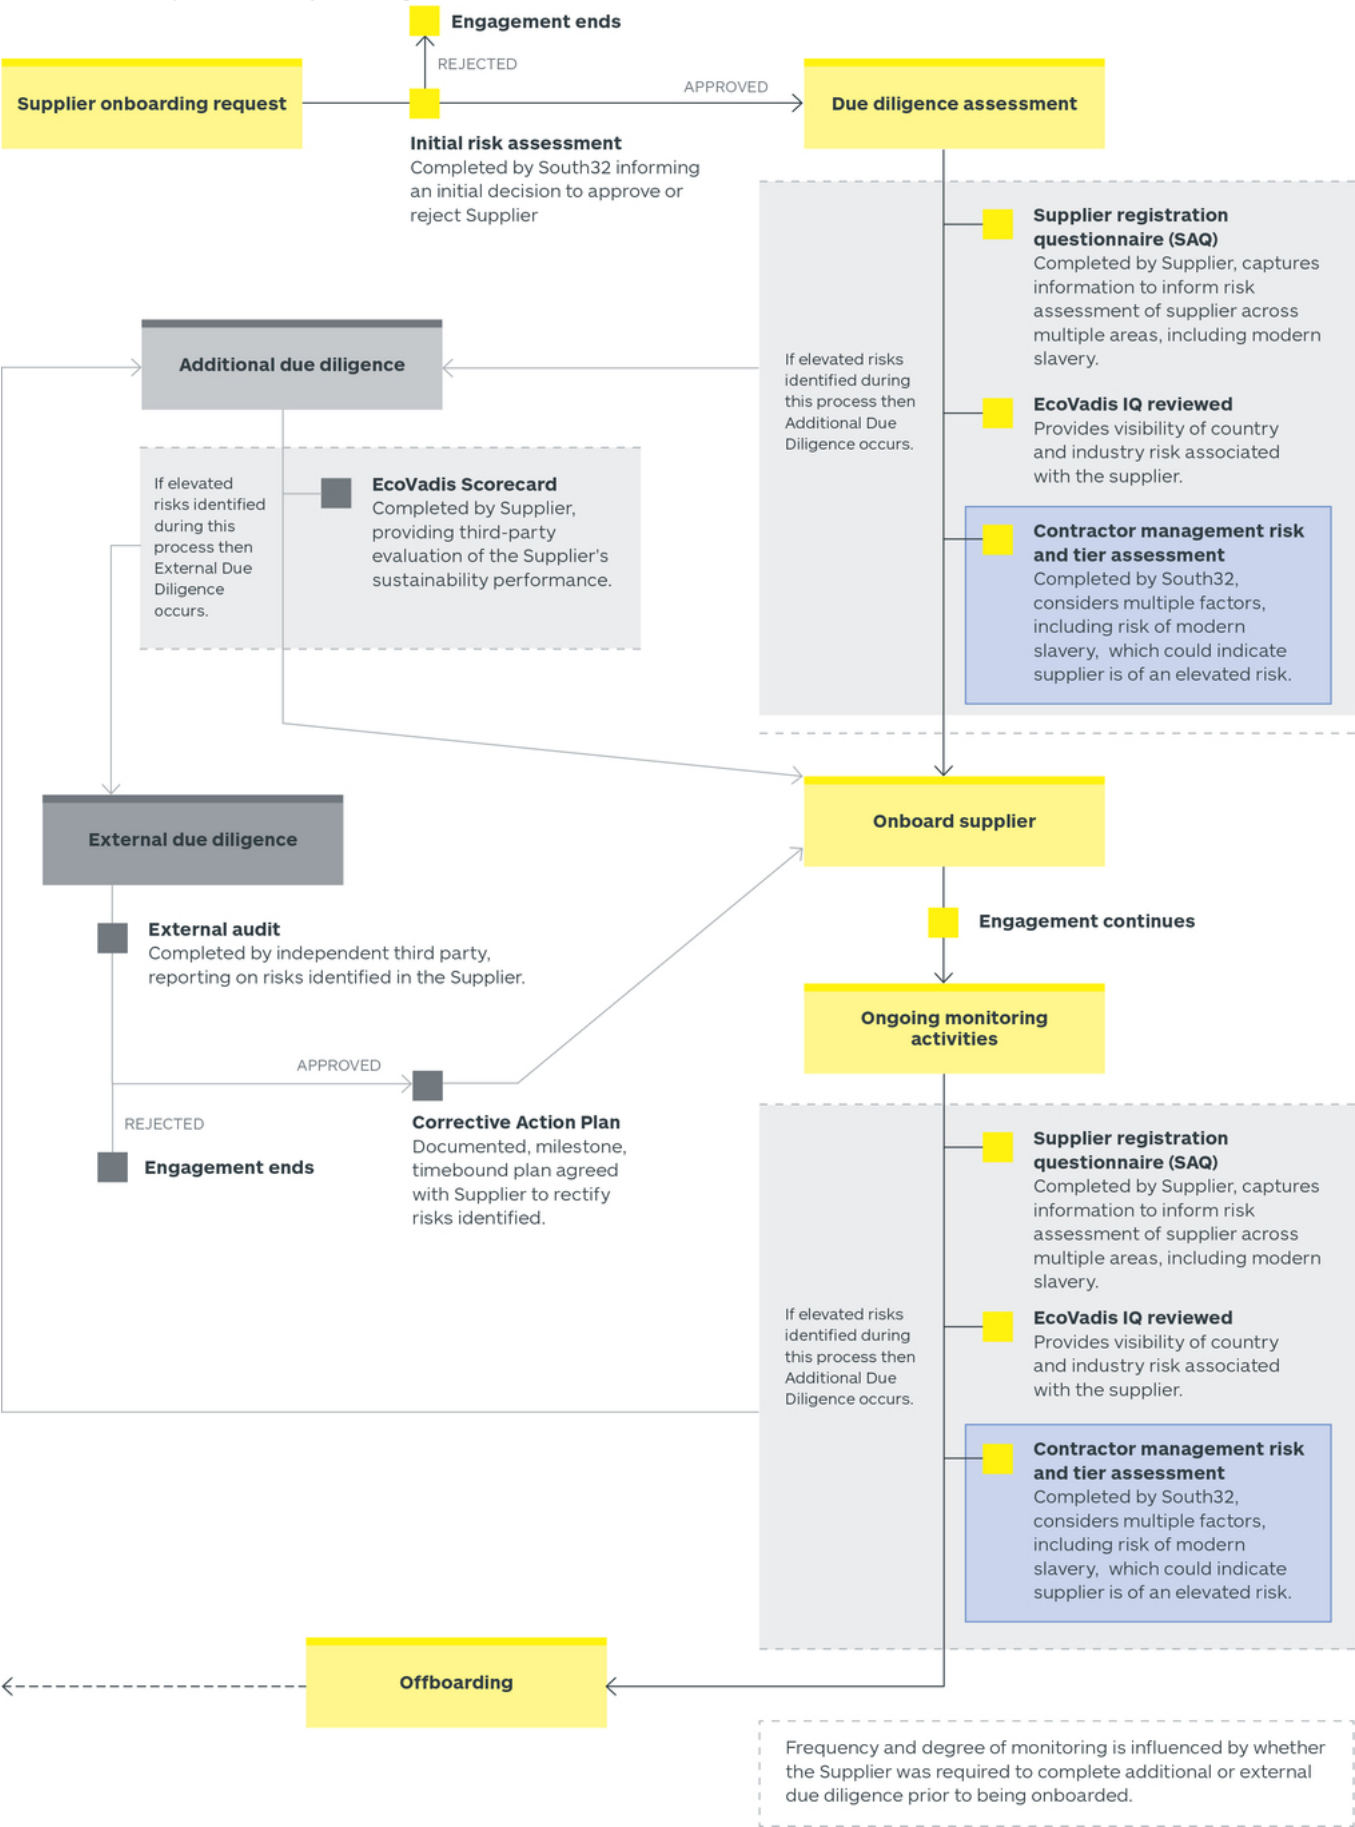 Engagement ends
REJECTED
APPROVED
Supplier onboarding request
Due diligence assessment
Initial risk assessment
Completed by South32 informing
an initial decision to approve or
reject Supplier
Supplier registration
questionnaire (SAQ)
Completed by Supplier, captures
information to inform risk
assessment of supplier across
multiple areas, including modern
slavery.
If elevated risks
identified during
this process then
Additional Due
Diligence occurs.
EcoVadis IQ reviewed
Provides visibility of country
and industry risk associated
with the supplier.
Contractor management risk
and tier assessment
Completed by South32,
considers multiple factors,
including risk of modern
slavery,  which could indicate
supplier is of an elevated risk.
Additional due diligence
If elevated
risks identified
during this
process then
External Due
Diligence
occurs.
EcoVadis Scorecard
Completed by Supplier,
providing third-party
evaluation of the Supplier's
sustainability performance.
Onboard supplier
External due diligence
External audit
Completed by independent third party,
reporting on risks identified in the Supplier.
Engagement continues
Ongoing monitoring
activities
APPROVED
REJECTED
Engagement ends
Corrective Action Plan
Documented, milestone,
timebound plan agreed
with Supplier to rectify
risks identified.
Supplier registration
questionnaire (SAQ)
Completed by Supplier, captures
information to inform risk
assessment of supplier across
multiple areas, including modern
slavery.
If elevated risks
identified during
this process then
Additional Due
Diligence occurs.
EcoVadis IQ reviewed
Provides visibility of country
and industry risk associated
with the supplier.
Contractor management risk
and tier assessment
Completed by South32,
considers multiple factors,
including risk of modern
slavery,  which could indicate
supplier is of an elevated risk.
Offboarding
Frequency and degree of monitoring is influenced by whether
the Supplier was required to complete additional or external
due diligence prior to being onboarded.